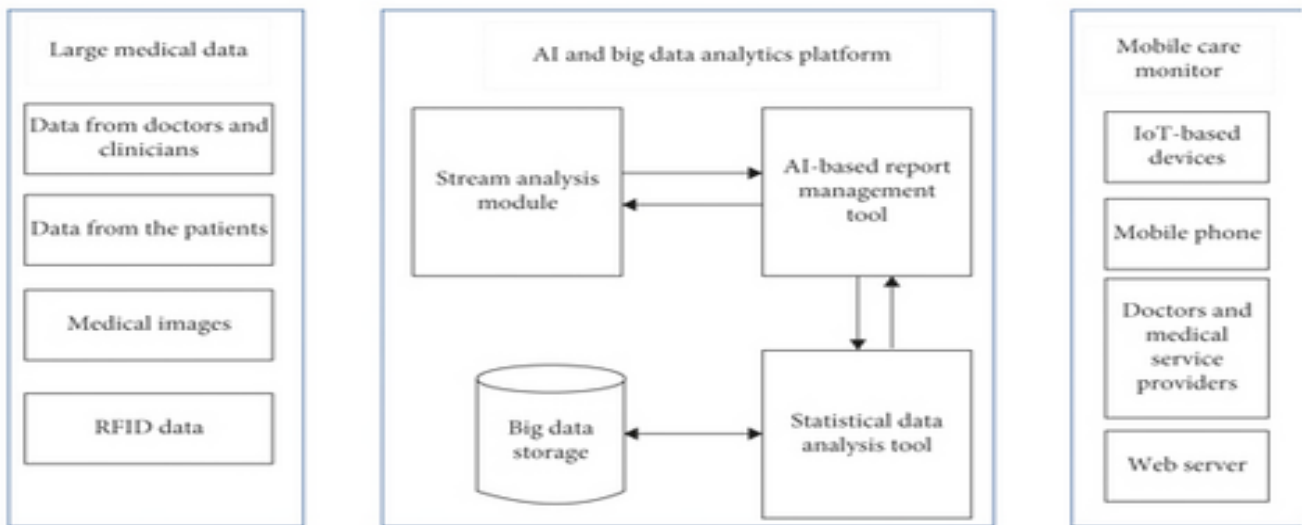 Large medical data
Data from doctors and
clinicians
Data from the patients
Medical images
RFID data
AI and big data analytics platform
Stream analysis
module
AI-based report
management
tool
Big data
storage
Statistical data
analysis tool
Mobile care
monitor
IoT-based
devices
Mobile phone
Doctors and
medical
service
providers
Web server